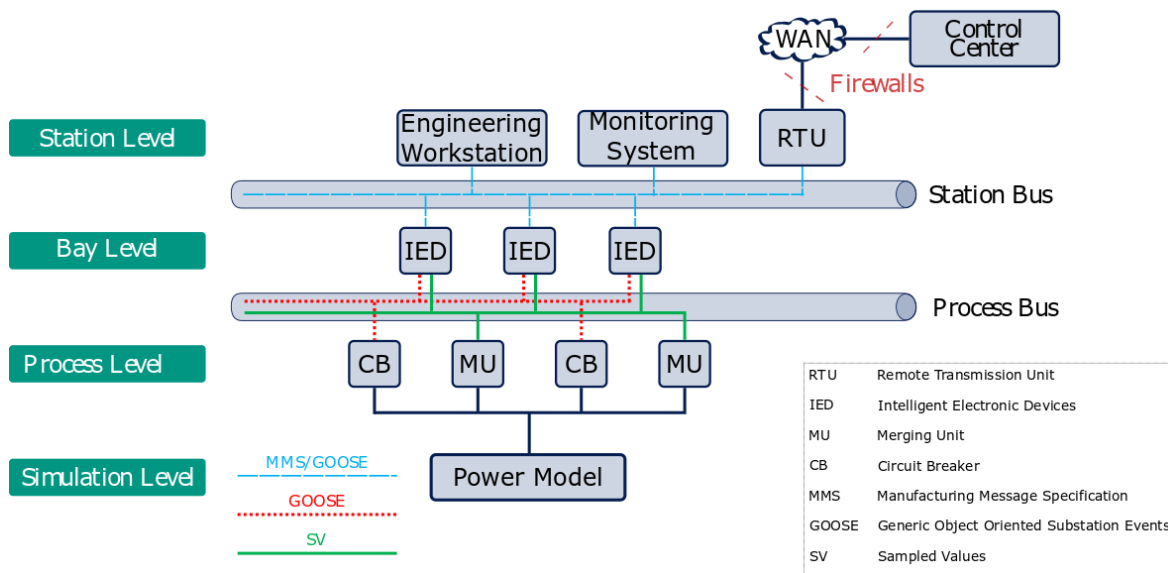 WAN
Control
Center
Firewalls
Station Level
Engineering
Workstation
Monitoring
System
RTU
Station Bus
Bay Level
IED
IED
IED
Process Bus
Process Level
CB
MU
CB
MU
Simulation Level
MMS/GOOSE
GOOSE
SV
Power Model
RTU Remote Transmission Unit
IED Intelligent Electronic Devices
MU Merging Unit
CB Circuit Breaker
MMS Manufacturing Message Specification
GOOSE Generic Object Oriented Substation Events
SV Sampled Values